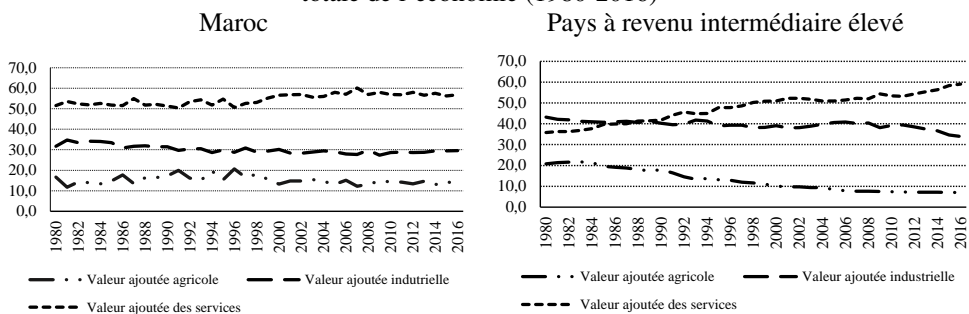 totale de l'économie (1980-2016)
Maroc
70,0
60,0
50,0
40,0
30,0
20,0
10,0
0,0
1980 1982 1984 1986 1988 1990 1992 1994 1996 1998 2000 2002 2004 2006 2008 2010 2012 2014 2016
Valeur ajoutée agricole Valeur ajoutée indutrielle
Valeur ajoutée des services
Pays à revenu intermédiaire élevé
70,0
60,0
50,0
40,0
30,0
20,0
10,0
0,0
1980 1982 1984 1986 1988 1990 1992 1994 1996 1998 2000 2002 2004 2006 2008 2010 2012 2014 2016
Valeur ajoutée agricole Valeur ajoutée industrielle
Valeur ajoutée des services